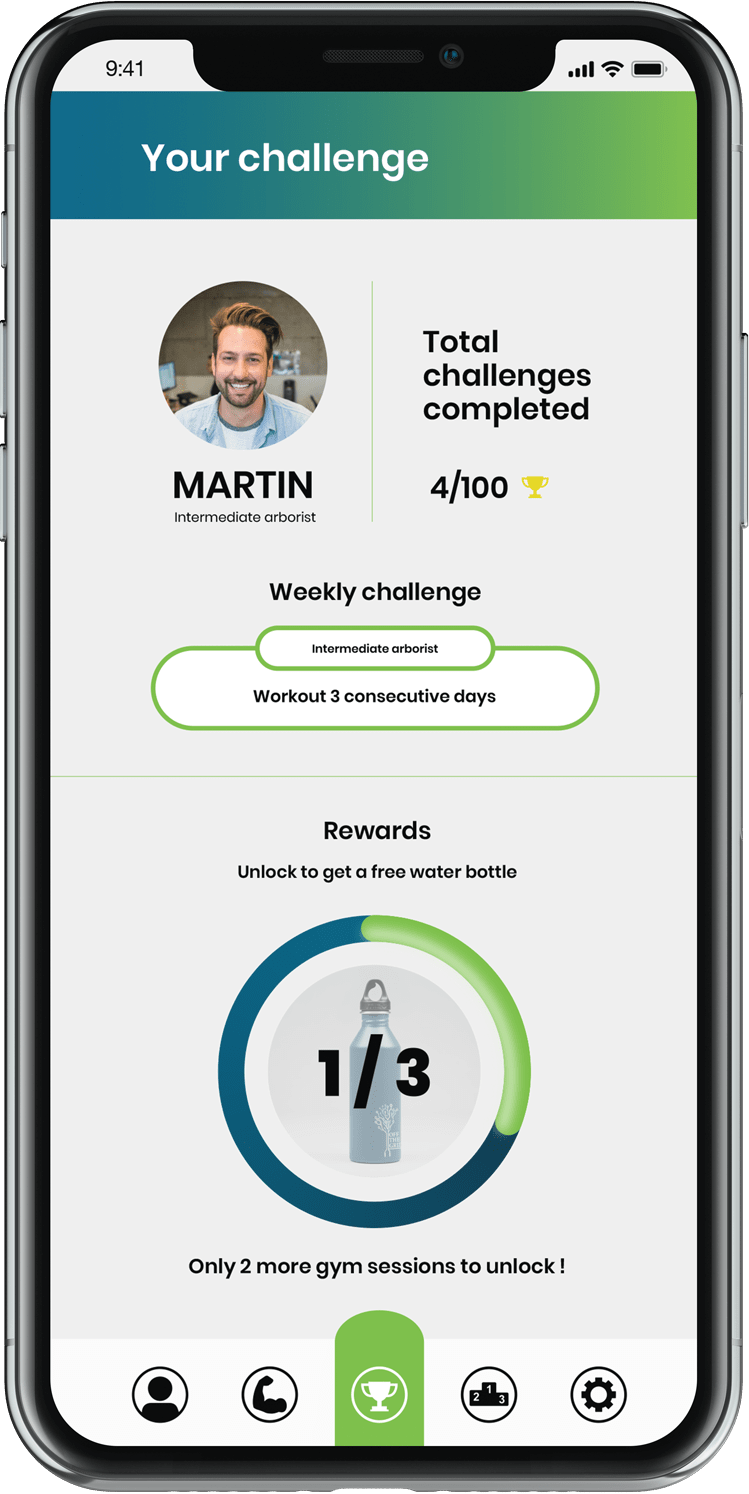 9:41
Your challenge
Total
challenges
completed
MARTIN
Intermediate arborist
4/100
Weekly challenge
Intermediate arborist
Workout 3 consecutive days
Rewards
Unlock to get a free water bottle
1/3
Only 2 more gym sessions to unlock !
2 1 3